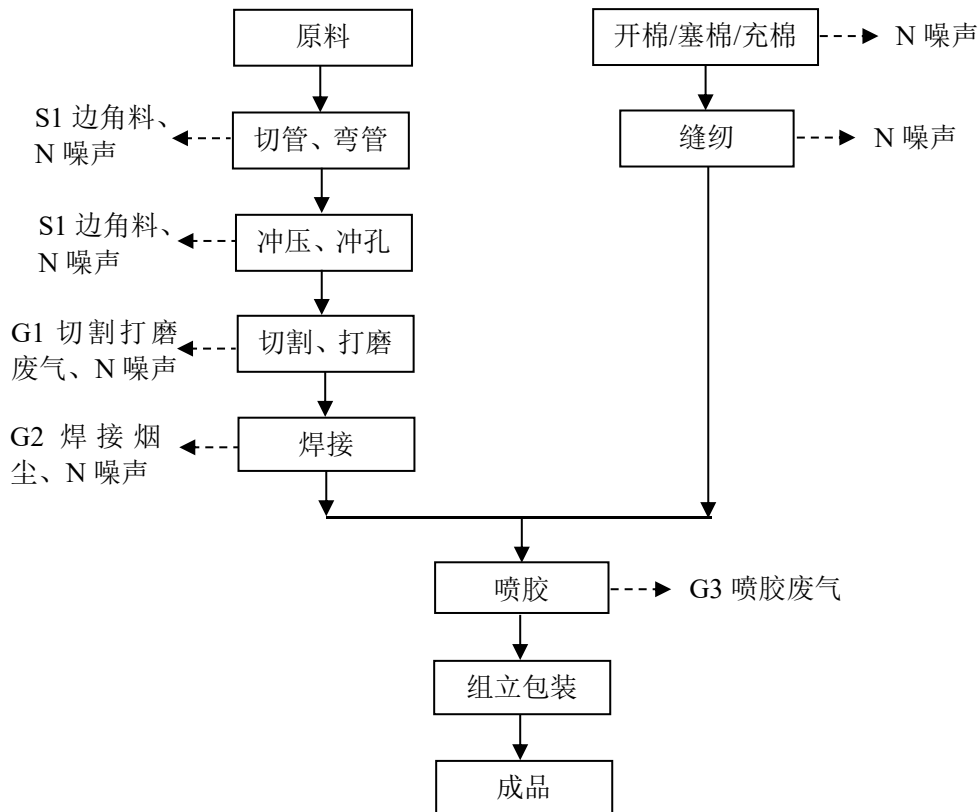 原料
开棉/塞棉/充棉
N 噪声
S1 边角料、
N 噪声
切管、弯管
缝纫
N 噪声
S1 边角料、
N 噪声
冲压、冲孔
G1 切割打磨
废气、N 噪声
切割、打磨
G2 焊接烟
尘、N 噪声
焊接
喷胶
G3 喷胶废气
组立包装
成品